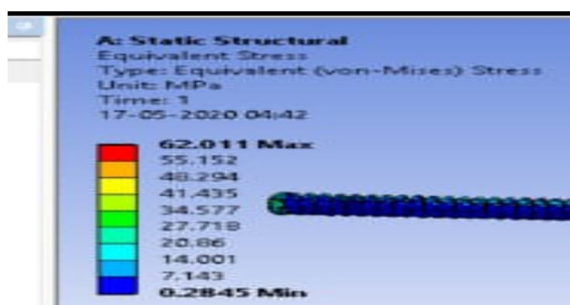 A: Static Structural
Equivalent Stress
Type: Equivalent (von-Mises) Stress
Unit: MPa
Time: 1
17-05-2020 04:42
62.011 Max
55.152
48.294
41.435
34.577
27.718
20.86
14.001
7.143
0.2845 Min